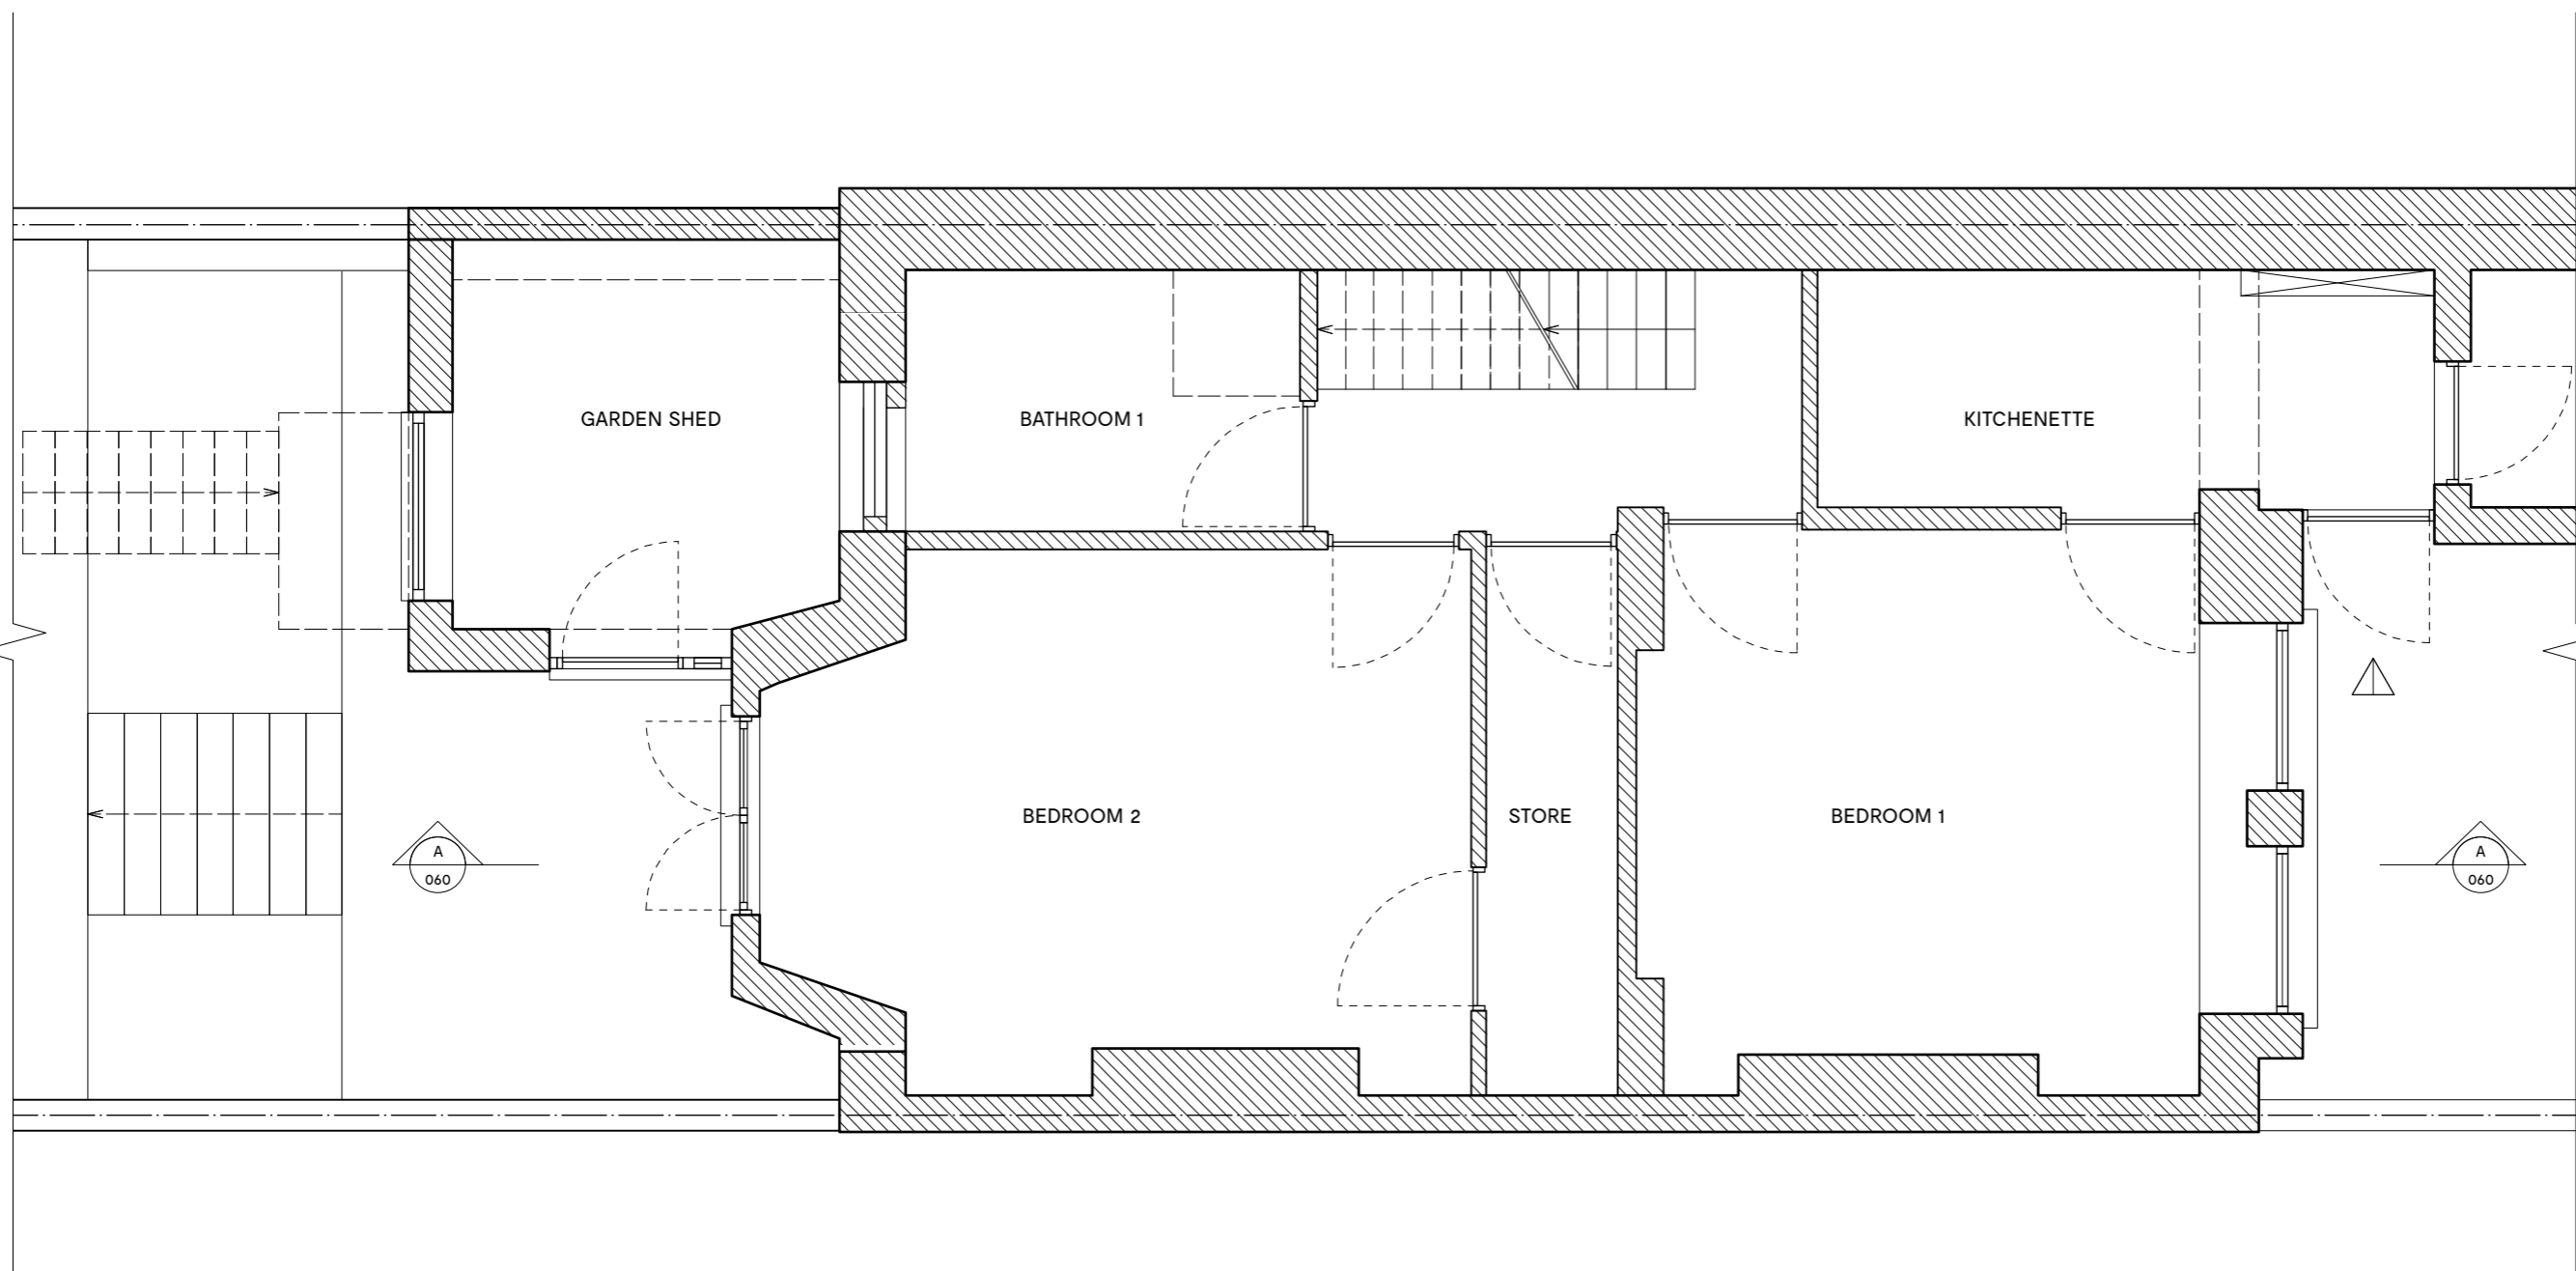 GARDEN SHED
BATHROOM 1
KITCHENETTE
BEDROOM 2
STORE
BEDROOM 1
A
060
A
060